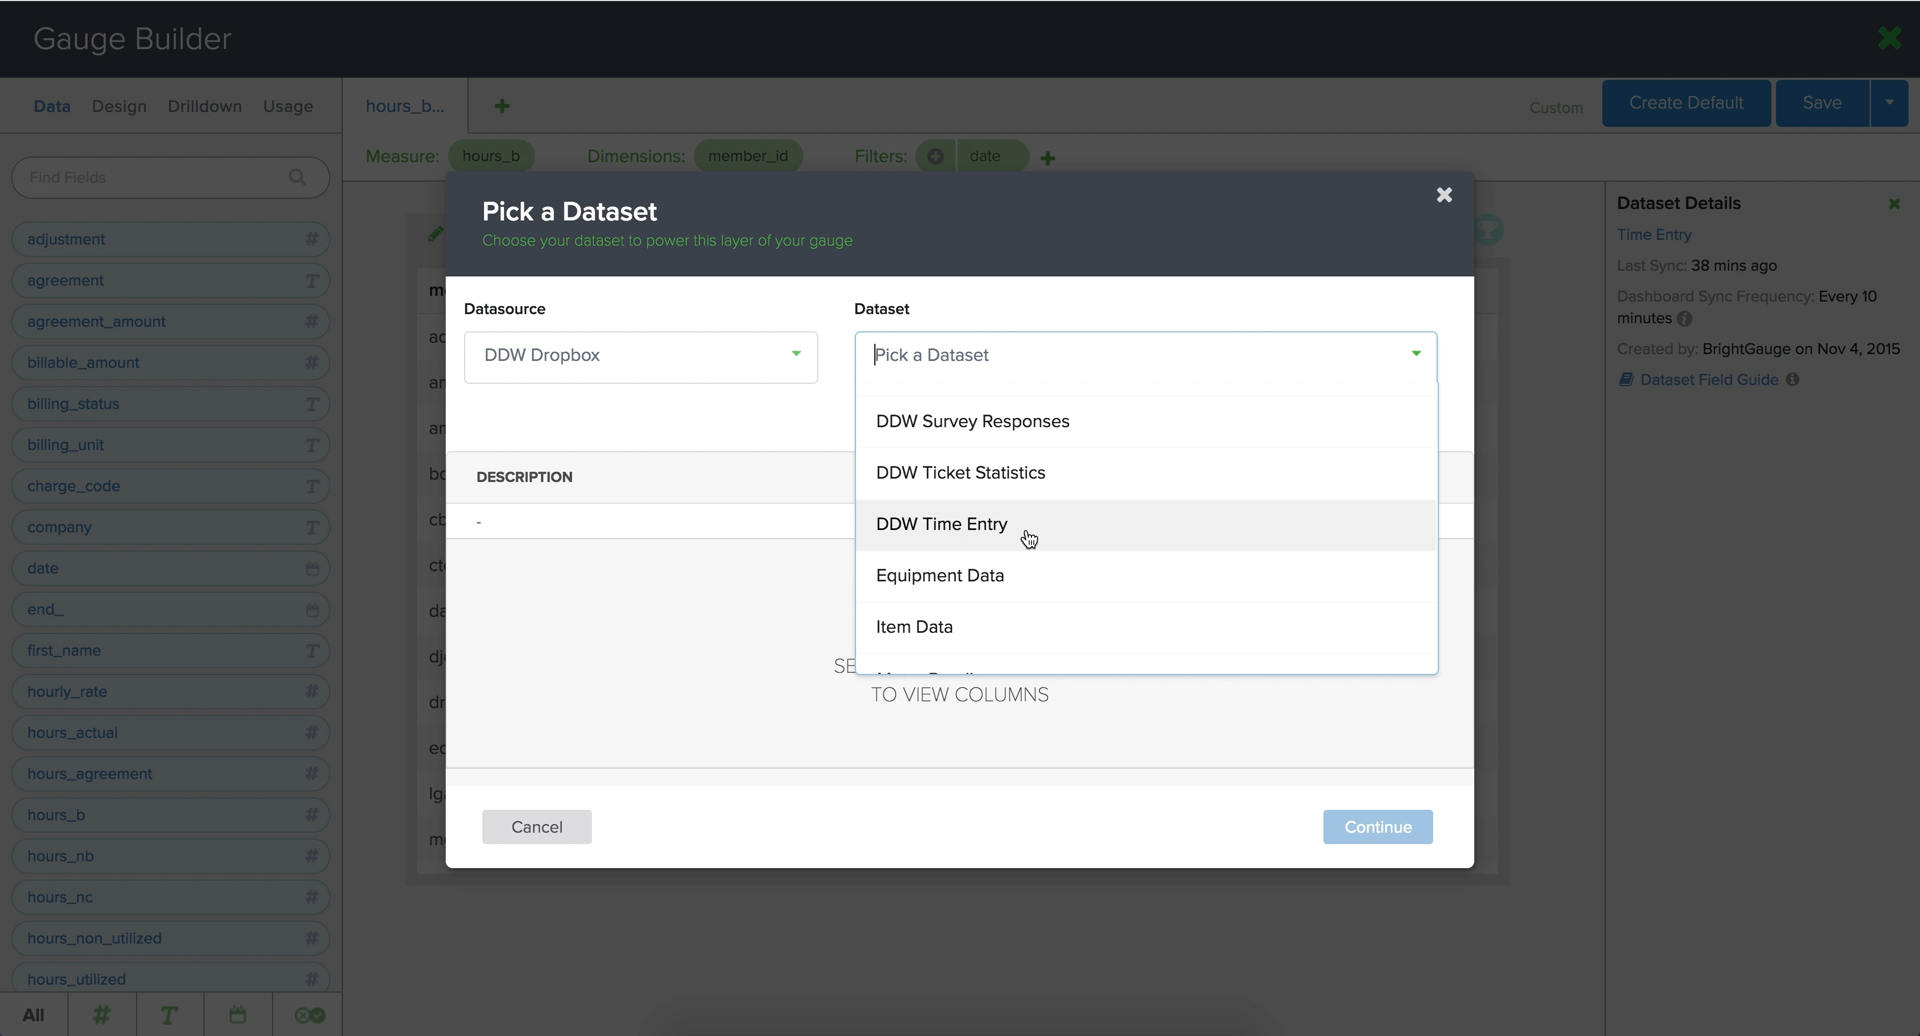 Gauge Builder
Data Design Drilldown Usage
hours_b...
Custom
Create Default
Save
Measure: hours_b Dimensions: member_id Filters: date
Find Fields
adjustment
agreement
agreement_amount
billable_amount
billing_status
billing_unit
charge_code
company
date
end_
first_name
hourly_rate
hours_actual
hours_agreement
hours_b
hours_nb
hours_nc
hours_non_utilized
hours_utilized
All
Pick a Dataset
Choose your dataset to power this layer of your gauge
Datasource
DDW Dropbox
Dataset
Pick a Dataset
DDW Survey Responses
DDW Ticket Statistics
DDW Time Entry
Equipment Data
Item Data
DESCRIPTION
-
SE
TO VIEW COLUMNS
Cancel
Continue
Dataset Details
Time Entry
Last Sync: 38 mins ago
Dashboard Sync Frequency: Every 10
minutes
Created by: BrightGauge on Nov 4, 2015
Dataset Field Guide